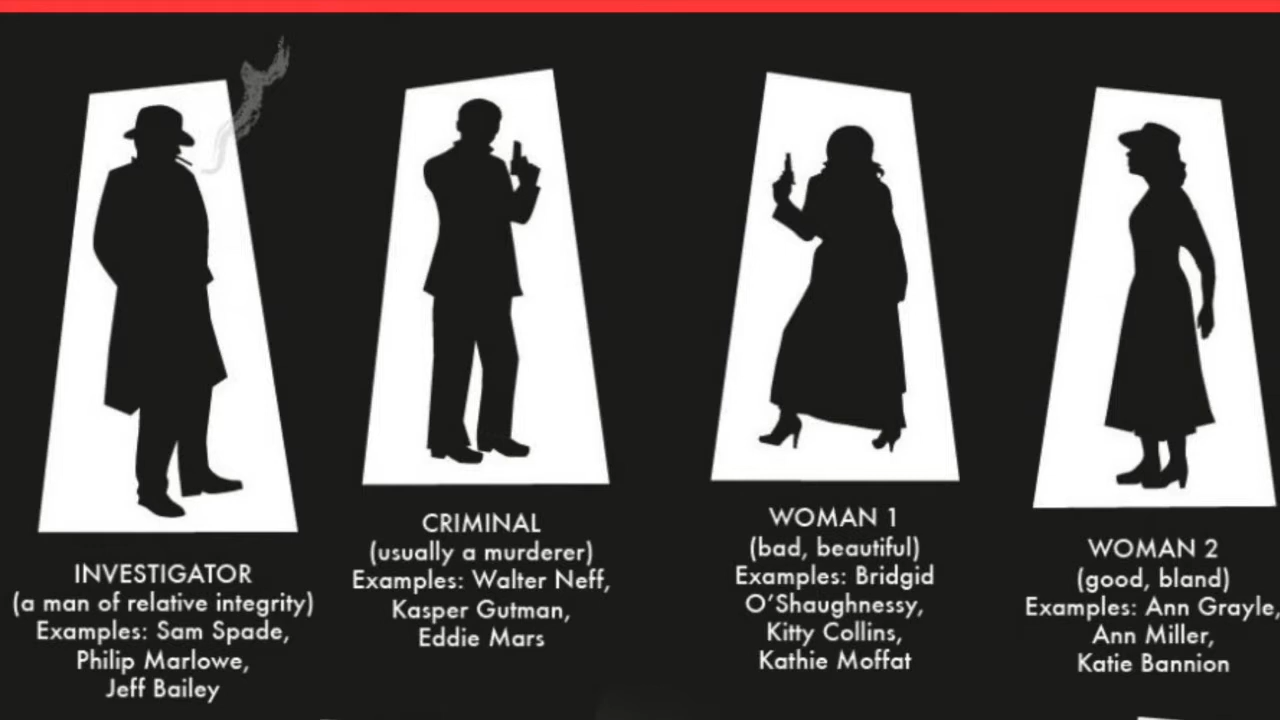 INVESTIGATOR
(a man of relative integrity)
Examples: Sam Spade,
Philip Marlowe,
Jeff Bailey
CRIMINAL
(usually a murderer)
Examples: Walter Neff,
Kasper Gutman,
Eddie Mars
WOMAN 1
(bad, beautiful)
Examples: Bridgid
O’Shaughnessy,
Kitty Collins,
Kathie Moffat
WOMAN 2
(good, bland)
Examples: Ann Grayle,
Ann Miller,
Katie Bannion